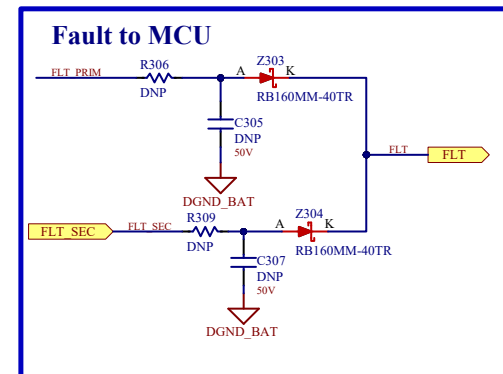 Fault to MCU
Z303
R306
A
K
FLT_PRIM
DNP
RB160MM-40TR
C305
DNP
50V
FLT
FLT
DGND_BAT
Z304
R309
A
K
FLT_SEC
FLT_SEC
DNP
RB160MM-40TR
C307
DNP
50V
DGND_BAT